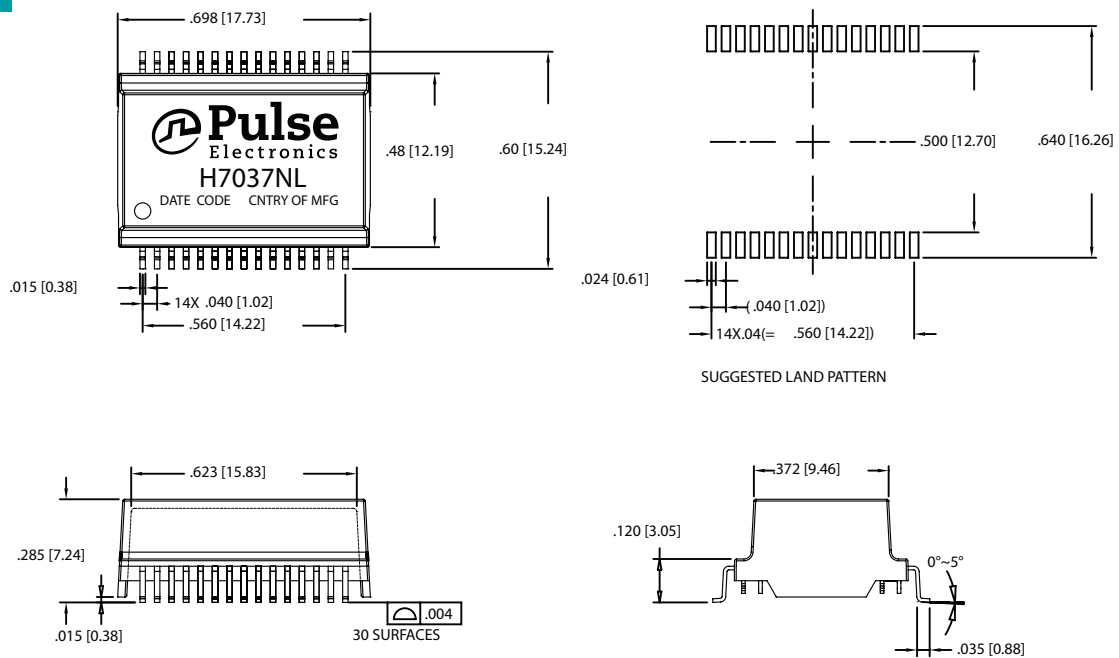 .698 [17.73]
Pulse
Electronics
H7037NL
DATE CODE CNTRY OF MFG
.48 [12.19]
.60 [15.24]
.015 [0.38]
14X .040 [1.02]
.560 [14.22]
.500 [12.70]
.640 [16.26]
.024 [0.61]
(.040 [1.02])
14X.04(= .560 [14.22])
SUGGESTED LAND PATTERN
.623 [15.83]
.285 [7.24]
.015 [0.38]
.004
30 SURFACES
.372 [9.46]
.120 [3.05]
0°~5°
.035 [0.88]